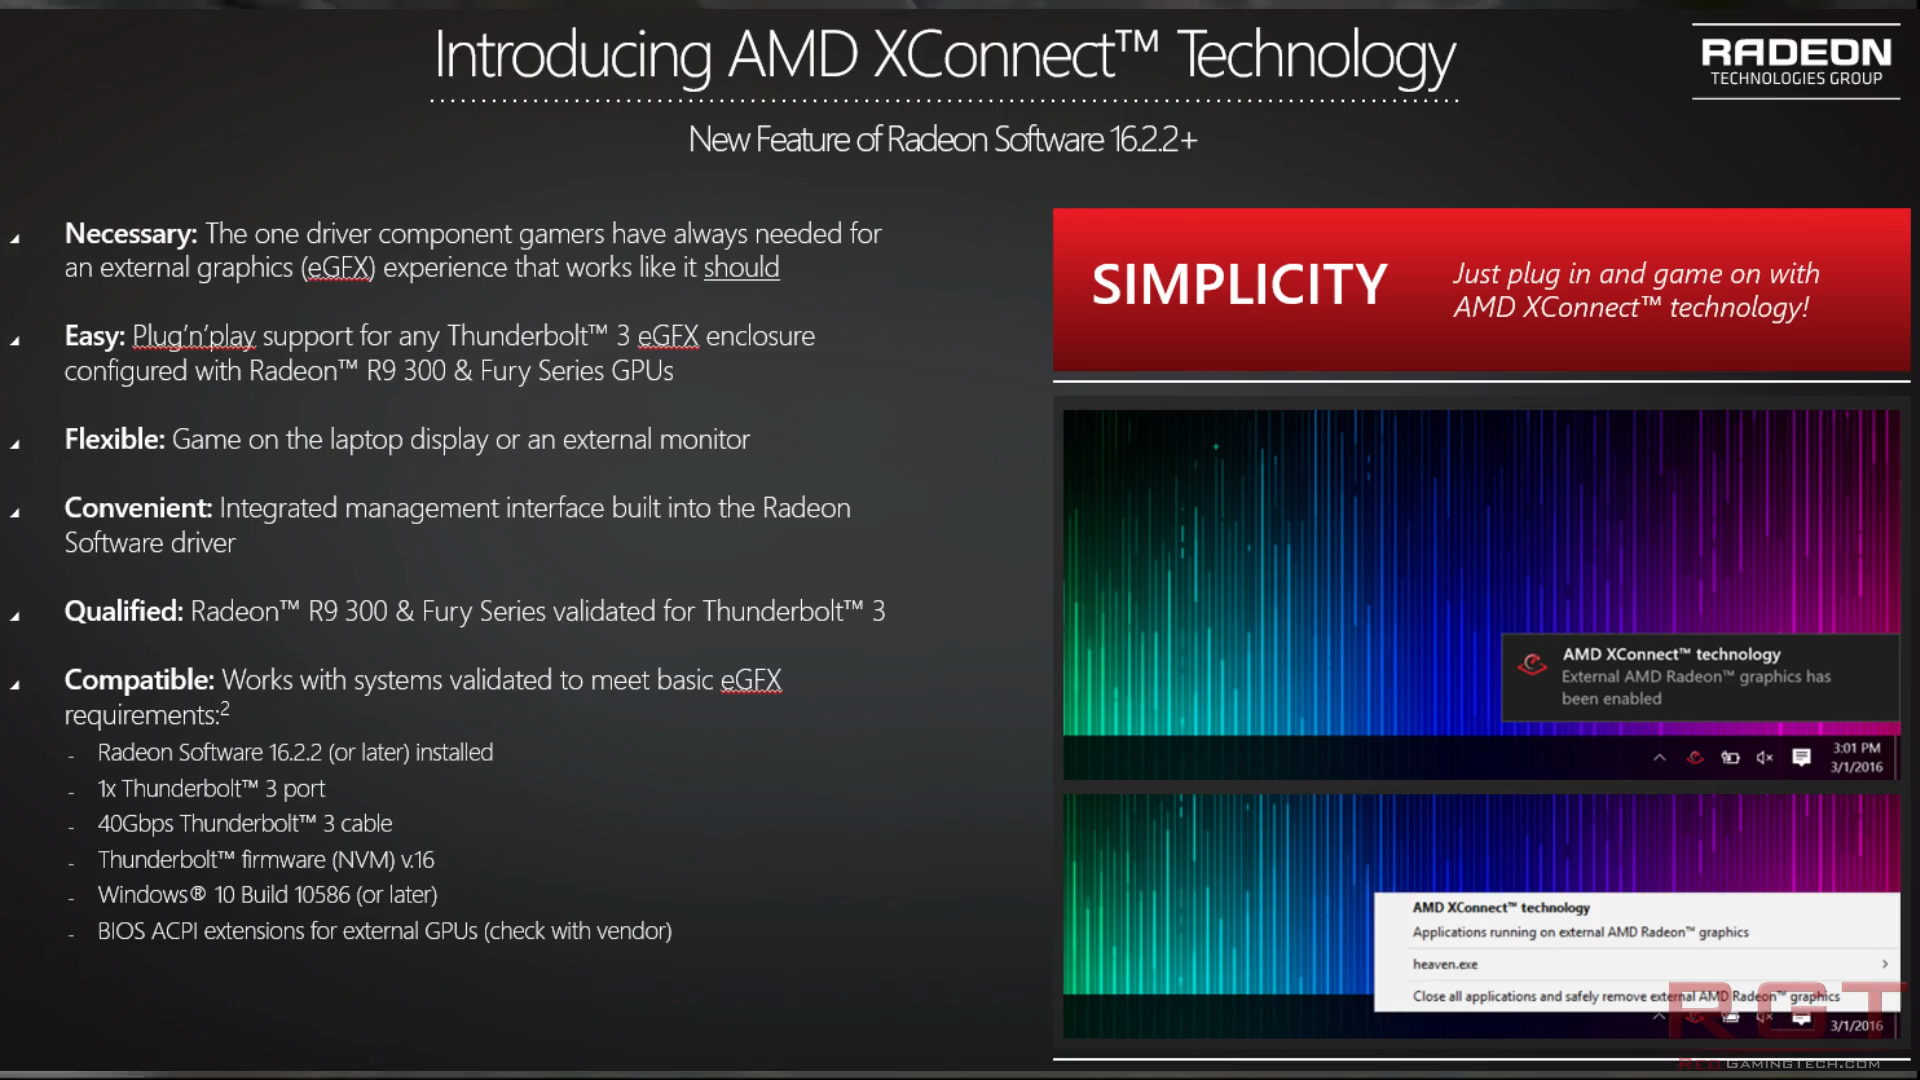 Introducing AMD XConnect™ Technology
RADEON
TECHNOLOGIES GROUP
New Feature of Radeon Software 16.2.2+
Necessary: The one driver component gamers have always needed for
an external graphics (eGFX) experience that works like it should
Easy: Plug'n'play support for any Thunderbolt™ 3 eGFX enclosure
configured with Radeon™ R9 300 & Fury Series GPUs
Flexible: Game on the laptop display or an external monitor
Convenient: Integrated management interface built into the Radeon
Software driver
Qualified: Radeon™ R9 300 & Fury Series validated for Thunderbolt™ 3
Compatible: Works with systems validated to meet basic eGFX
requirements:²
- Radeon Software 16.2.2 (or later) installed
- 1x Thunderbolt™ 3 port
- 40Gbps Thunderbolt™ 3 cable
- Thunderbolt™ firmware (NVM) v.16
- Windows® 10 Build 10586 (or later)
- BIOS ACPI extensions for external GPUs (check with vendor)
SIMPLICITY
Just plug in and game on with
AMD XConnect™ technology!
AMD XConnect™ technology
External AMD Radeon™ graphics has
been enabled
3:01 PM
3/1/2016
AMD XConnect™ technology
Applications running on external AMD Radeon™ graphics
heaven.exe
Close all applications and safely remove external AMD Radeon™ graphics
3/1/2016
RGT
REDGAMINGTECH.COM